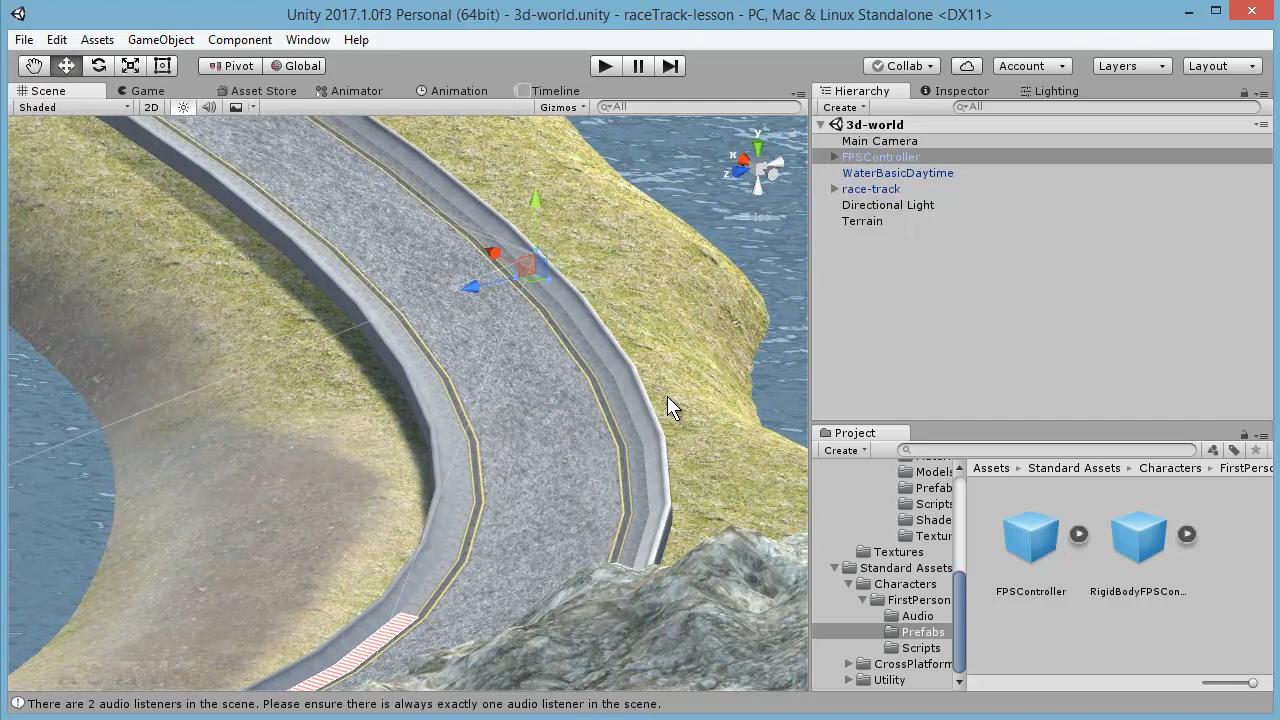 Unity 2017.1.0f3 Personal (64bit) - 3d-world.unity - raceTrack-lesson - PC, Mac & Linux Standalone <DX11>
File Edit Assets GameObject Component Window Help
Pivot Global Collab Account Layers Layout
Scene Game Asset Store Animator Animation Timeline
Shaded 2D Gizmos All
y
x
z
Iso
Hierarchy Inspector Lighting
Create All
3d-world
Main Camera
FPSController
WaterBasicDaytime
race-track
Directional Light
Terrain
Project
Create
Models
Prefab
Scripts
Shade
Textur
Textures
Standard Assets
Characters
FirstPerson
Audio
Prefabs
Scripts
CrossPlatform
Utility
Assets Standard Assets Characters FirstPerso
FPSController RigidBodyFPSCon...
There are 2 audio listeners in the scene. Please ensure there is always exactly one audio listener in the scene.